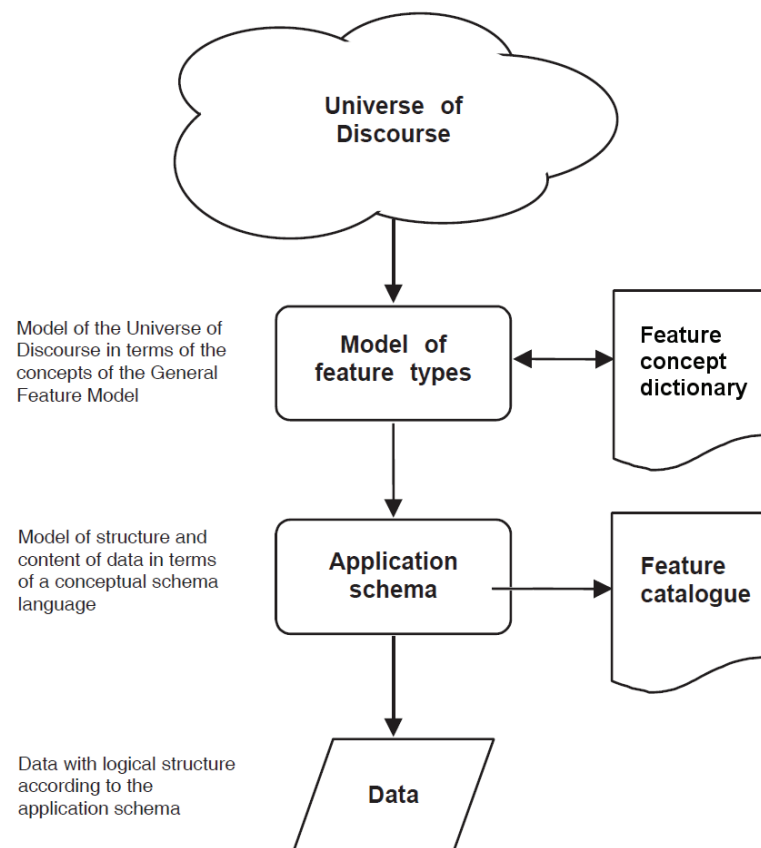 Universe of
Discourse
Model of the Universe of
Discourse in terms of the
concepts of the General
Feature Model
Model of
feature types
Feature
concept
dictionary
Model of structure and
content of data in terms
of a conceptual schema
language
Application
schema
Feature
catalogue
Data with logical structure
according to the
application schema
Data